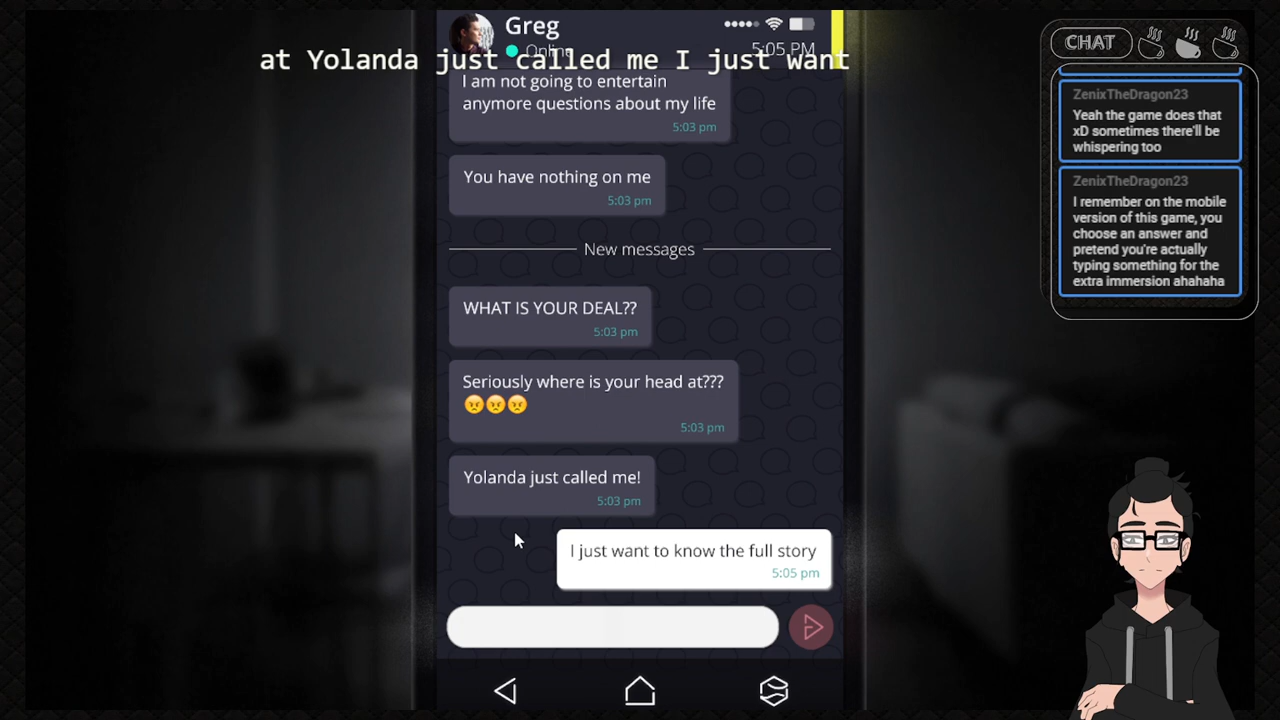 Greg
Online
5:05 PM
at Yolanda just called me I just want
I am not going to entertain
anymore questions about my life
5:03 pm
You have nothing on me
5:03 pm
New messages
WHAT IS YOUR DEAL??
5:03 pm
Seriously where is your head at???
😠😠😠
5:03 pm
Yolanda just called me!
5:03 pm
I just want to know the full story
5:05 pm
CHAT
ZenixTheDragon23
Yeah the game does that
xD sometimes there'll be
whispering too
ZenixTheDragon23
I remember on the mobile
version of this game, you
choose an answer and
pretend you're actually
typing something for the
extra immersion ahahaha